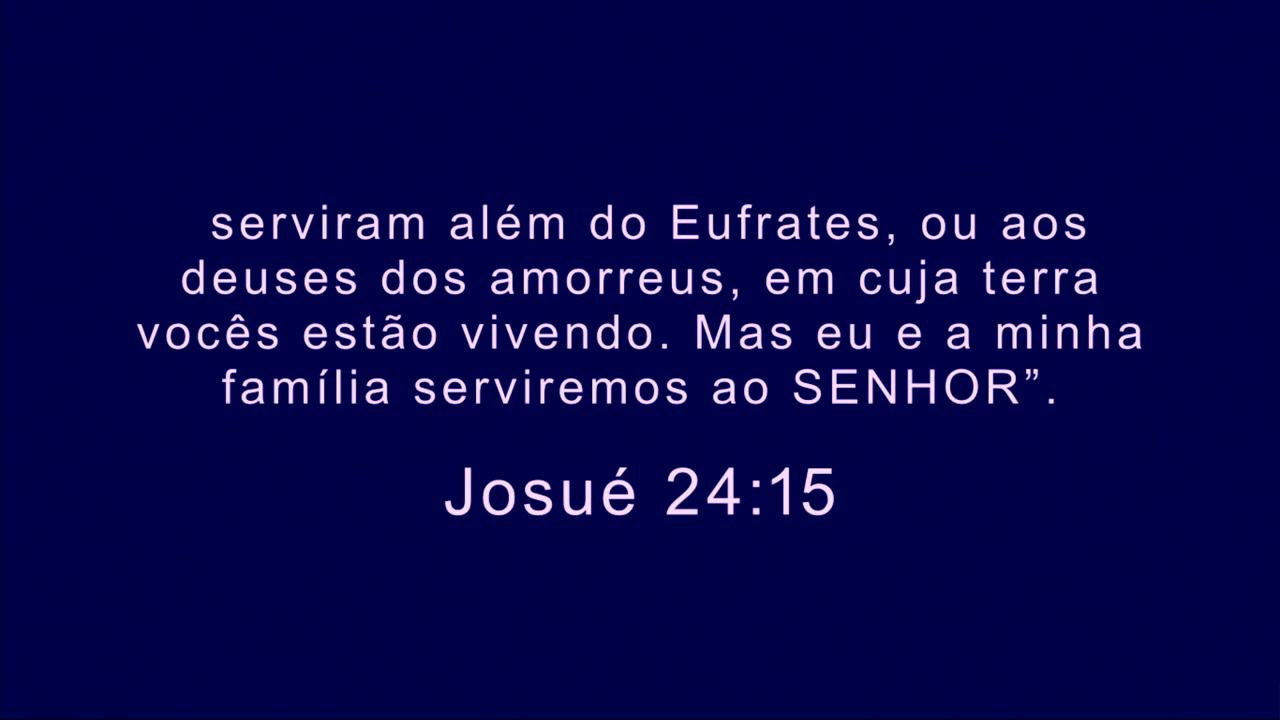 serviram além do Eufrates, ou aos
deuses dos amorreus, em cuja terra
vocês estão vivendo. Mas eu e a minha
família serviremos ao SENHOR”.
Josué 24:15